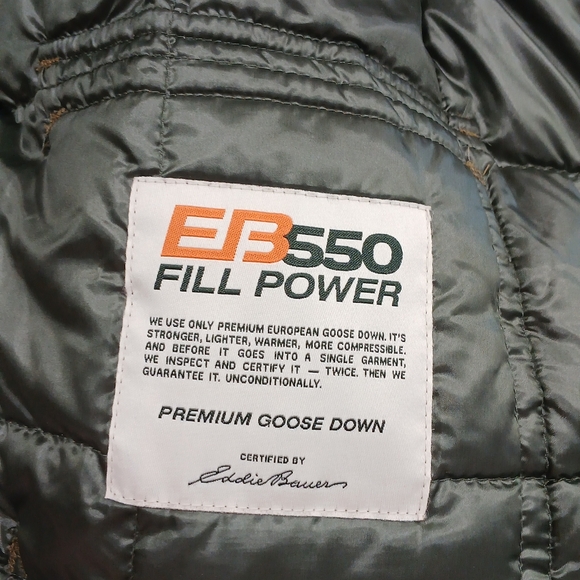 EB550
FILL POWER
WE USE ONLY PREMIUM EUROPEAN GOOSE DOWN. IT'S
STRONGER, LIGHTER, WARMER, MORE COMPRESSIBLE.
AND BEFORE IT GOES INTO A SINGLE GARMENT,
WE INSPECT AND CERTIFY IT — TWICE. THEN WE
GUARANTEE IT. UNCONDITIONALLY.
PREMIUM GOOSE DOWN
CERTIFIED BY
Eddie Bauer